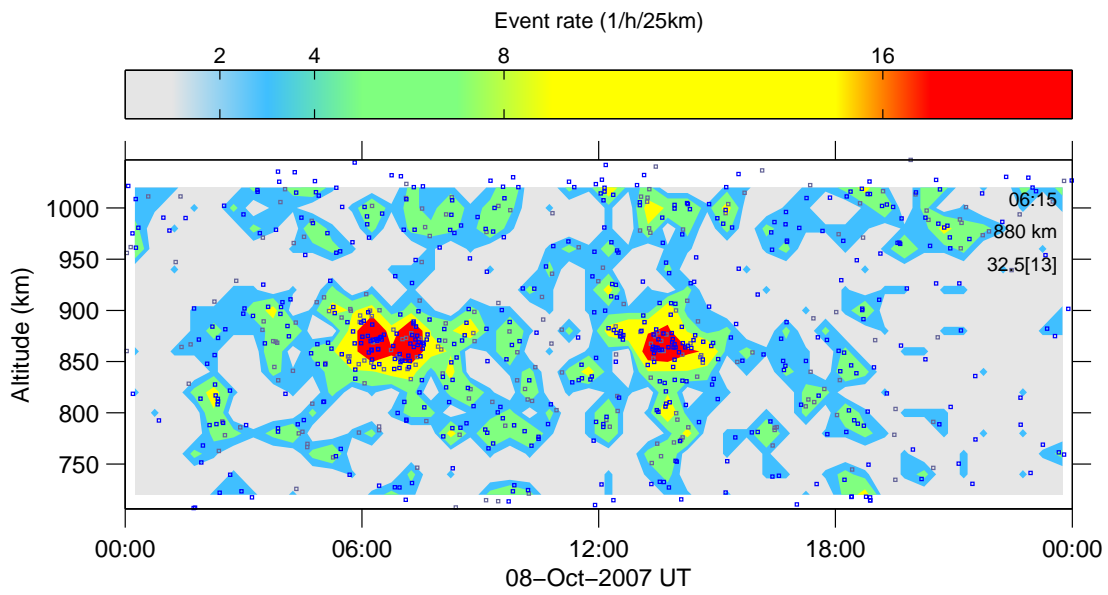 Event rate (1/h/25km)
2 4 8 16
1000
950
900
850
800
750
Altitude (km)
06:15
880 km
32.5[13]
00:00 06:00 12:00 18:00 00:00
08−Oct−2007 UT